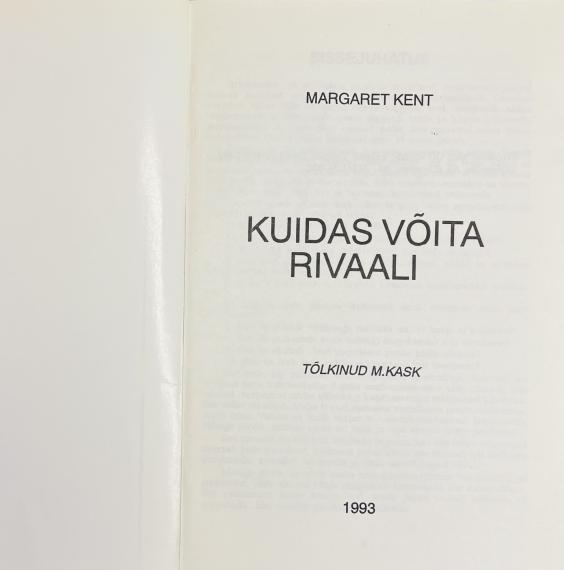 MARGARET KENT
KUIDAS VÕITA
RIVAALI
TÕLKINUD M.KASK
1993